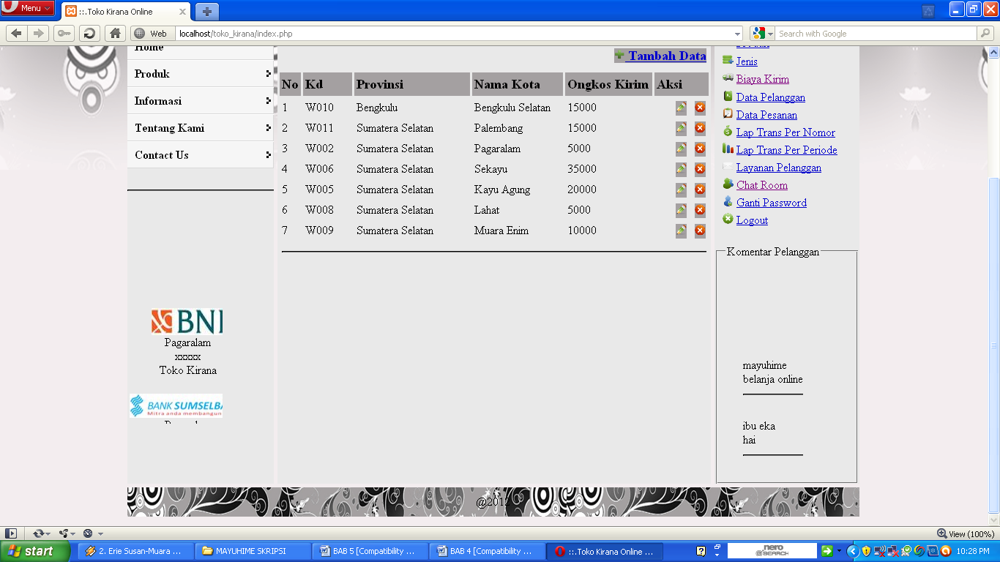 Menu
::.Toko Kirana Online
Web
localhost/toko_kirana/index.php
Search with Google
Home
Produk
Informasi
Tentang Kami
Contact Us
BNI
Pagaralam
xxxxx
Toko Kirana
BANK SUMSELBA
Mitra anda membangun
Tambah Data
No Kd Provinsi Nama Kota Ongkos Kirim Aksi
1 W010 Bengkulu Bengkulu Selatan 15000
2 W011 Sumatera Selatan Palembang 15000
3 W002 Sumatera Selatan Pagaralam 5000
4 W006 Sumatera Selatan Sekayu 35000
5 W005 Sumatera Selatan Kayu Agung 20000
6 W008 Sumatera Selatan Lahat 5000
7 W009 Sumatera Selatan Muara Enim 10000
Jenis
Biaya Kirim
Data Pelanggan
Data Pesanan
Lap Trans Per Nomor
Lap Trans Per Periode
Layanan Pelanggan
Chat Room
Ganti Password
Logout
Komentar Pelanggan
mayuhime
belanja online
ibu eka
hai
@2012
View (100%)
start
2. Erie Susan-Muara ...
MAYUHIME SKRIPSI
BAB 5 [Compatibility ...
BAB 4 [Compatibility ...
::.Toko Kirana Online ...
nero
SEARCH
10:28 PM